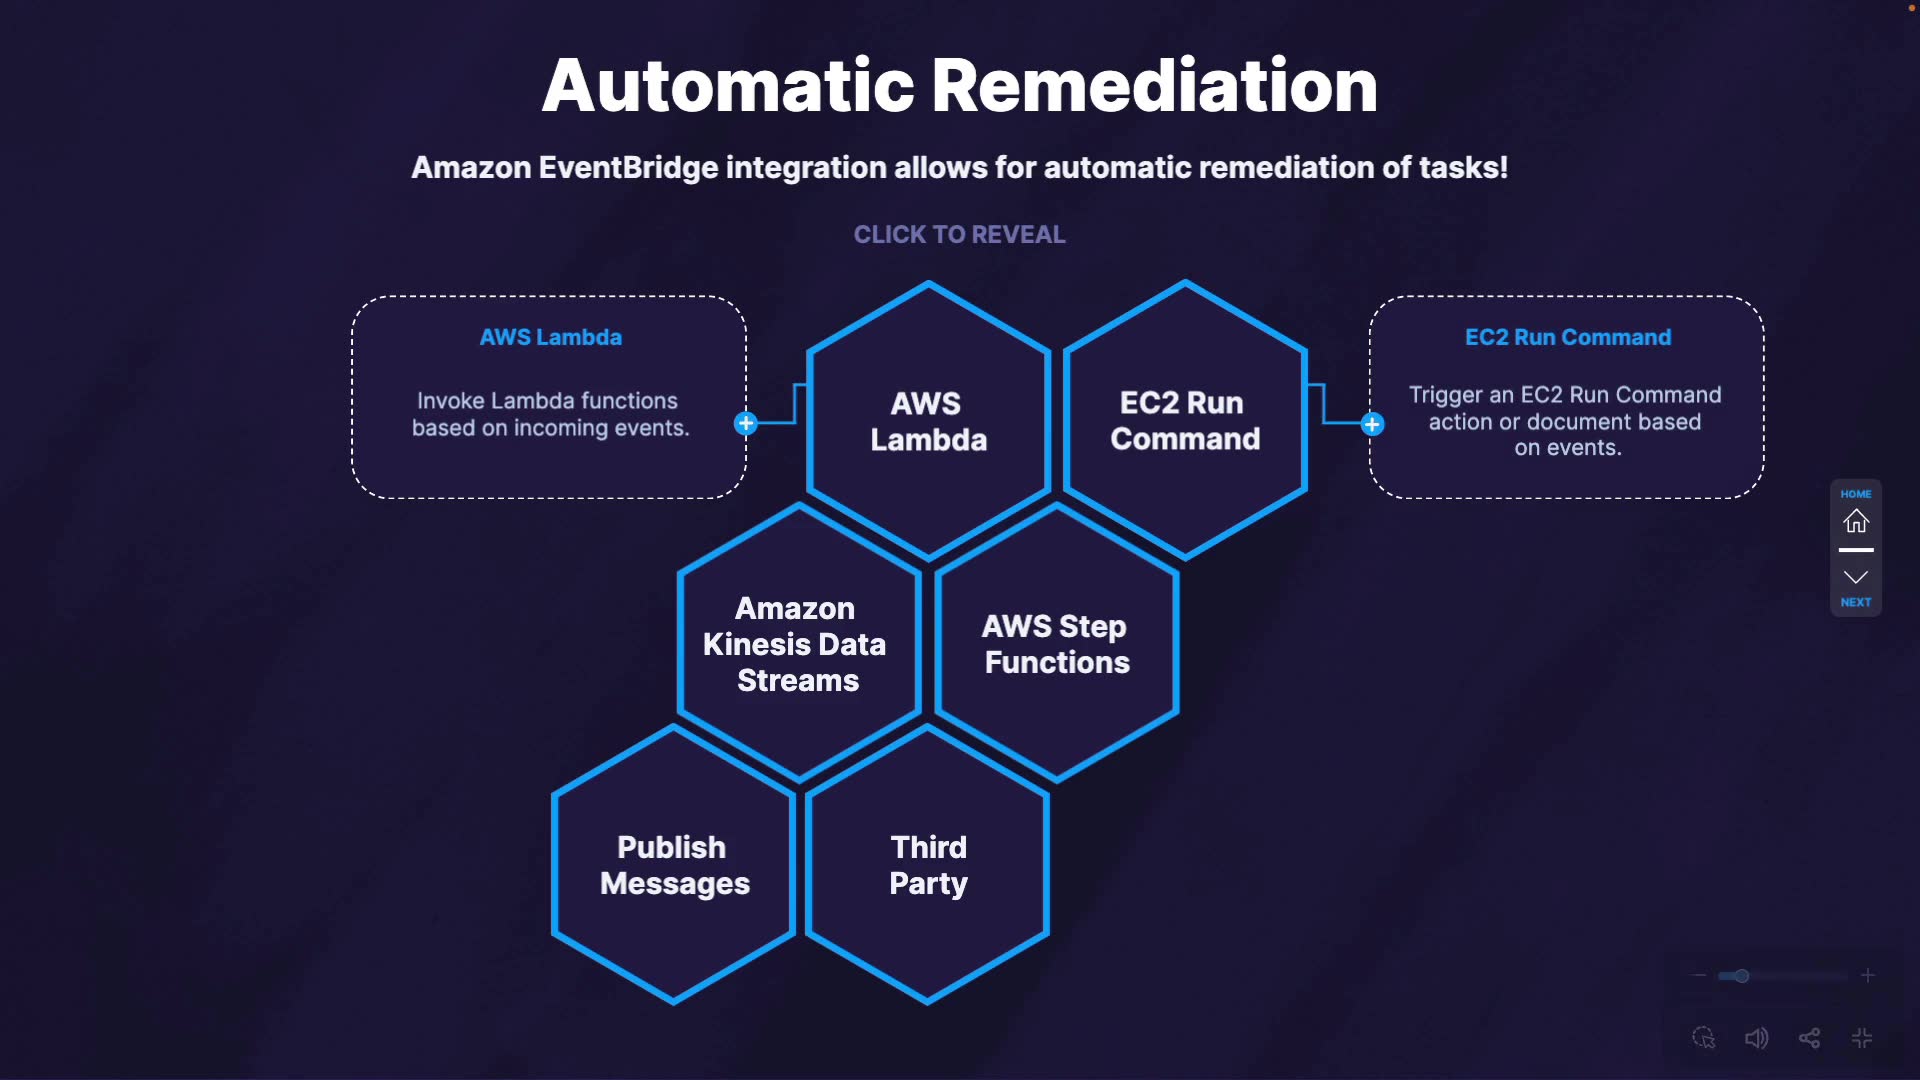 Automatic Remediation
Amazon EventBridge integration allows for automatic remediation of tasks!
CLICK TO REVEAL
AWS Lambda
Invoke Lambda functions
based on incoming events.
AWS
Lambda
EC2 Run
Command
EC2 Run Command
Trigger an EC2 Run Command
action or document based
on events.
Amazon
Kinesis Data
Streams
AWS Step
Functions
Publish
Messages
Third
Party
HOME
NEXT